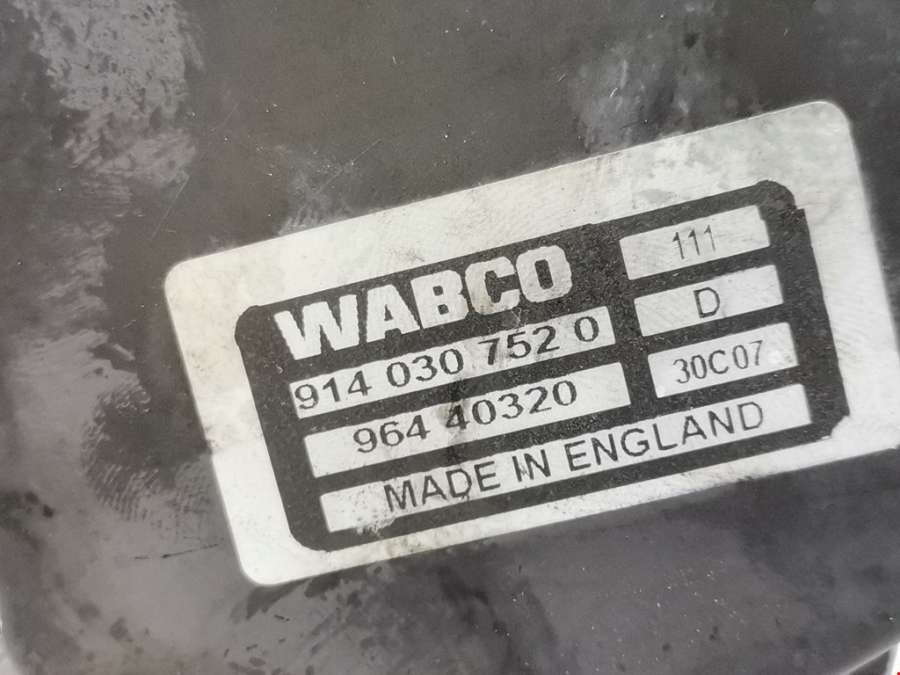 WABCO
111
914 030 752 0
D
964 40320
30C07
MADE IN ENGLAND